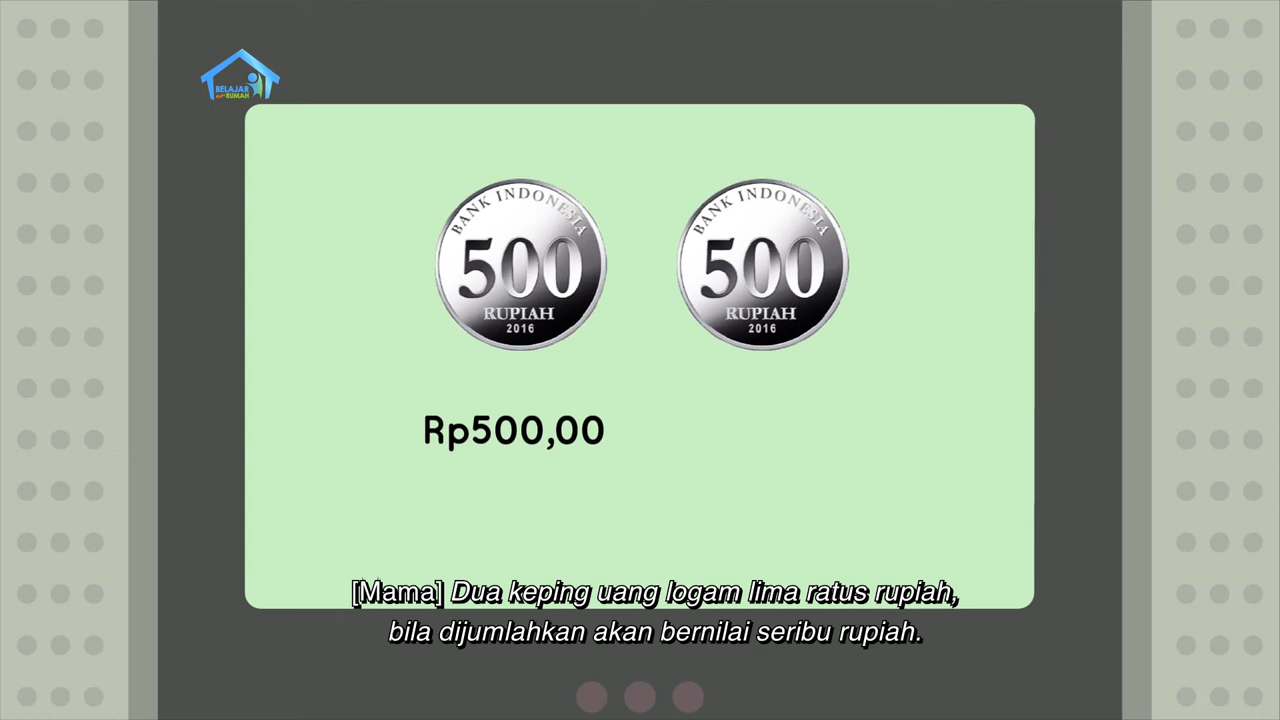 BELAJAR
dari RUMAH
BANK INDONESIA
500
RUPIAH
2016
BANK INDONESIA
500
RUPIAH
2016
Rp500,00
[Mama] Dua keping uang logam lima ratus rupiah,
bila dijumlahkan akan bernilai seribu rupiah.